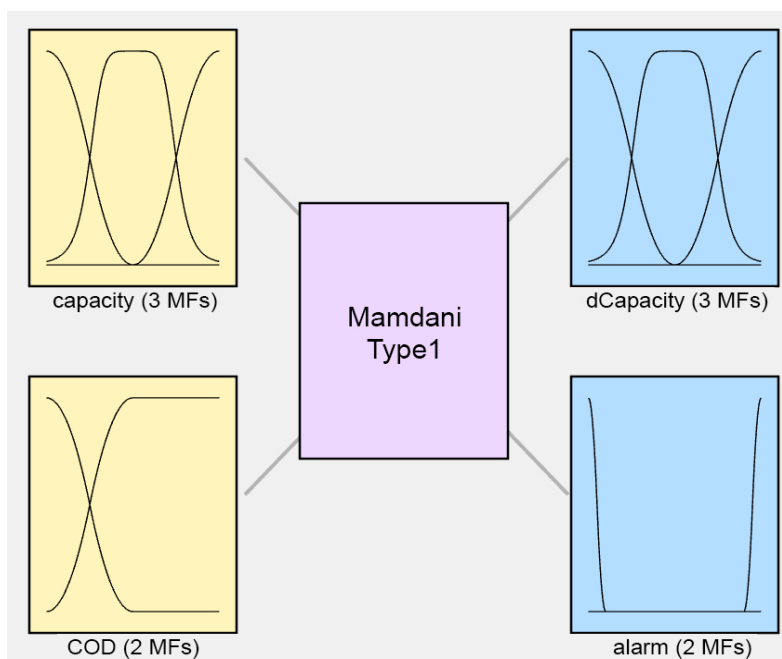 capacity (3 MFs)
dCapacity (3 MFs)
Mamdani
Type1
COD (2 MFs)
alarm (2 MFs)